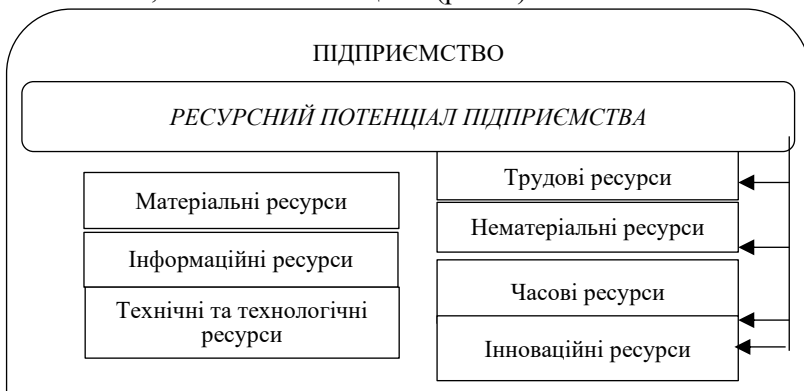 ПІДПРИЄМСТВО
РЕСУРСНИЙ ПОТЕНЦІАЛ ПІДПРИЄМСТВА
Матеріальні ресурси
Інформаційні ресурси
Технічні та технологічні
ресурси
Трудові ресурси
Нематеріальні ресурси
Часові ресурси
Інноваційні ресурси